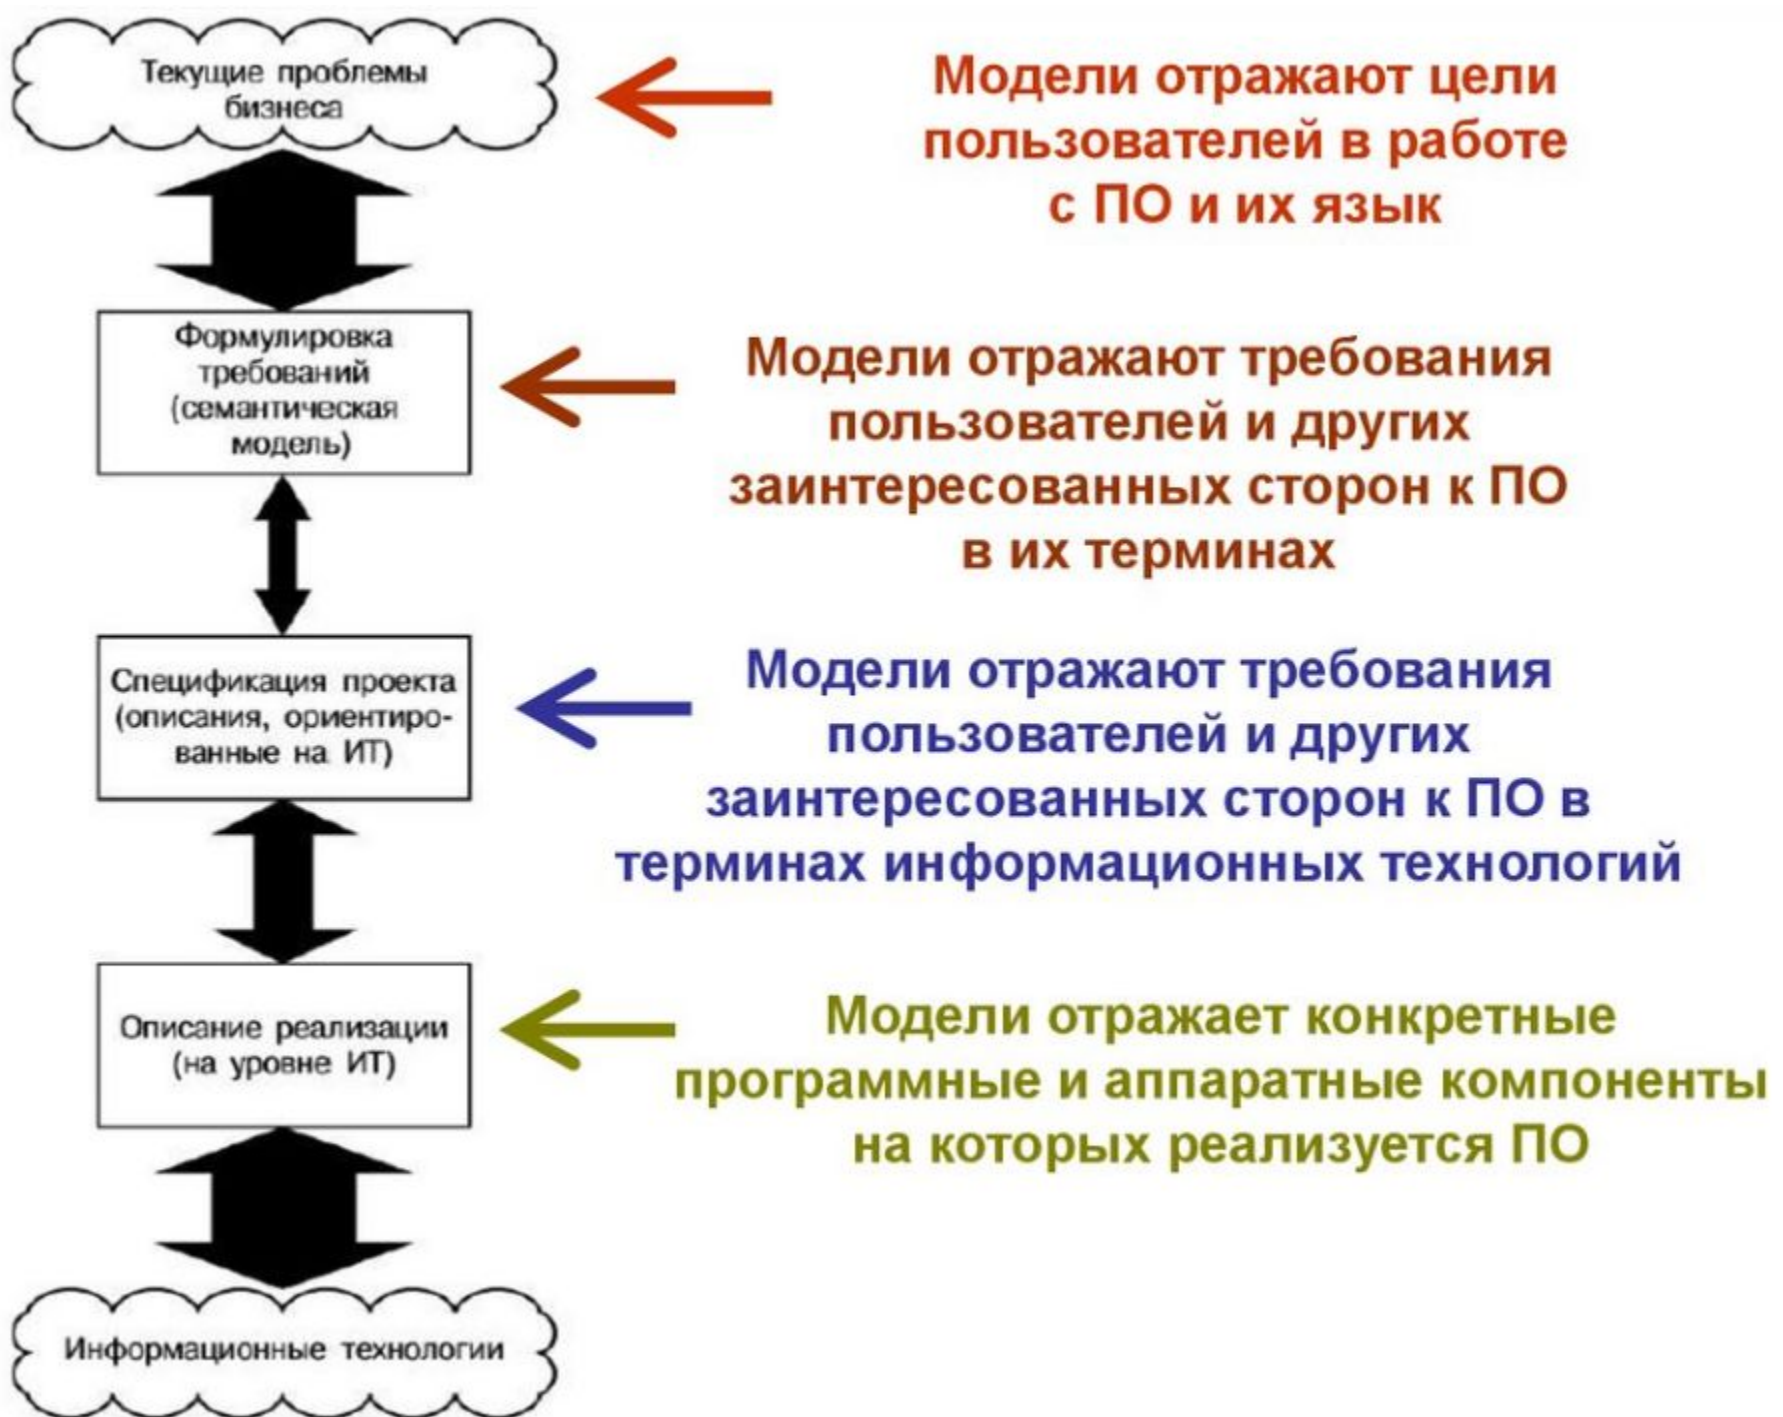 Текущие проблемы
бизнеса
Модели отражают цели
пользователей в работе
с ПО и их язык
Формулировка
требований
(семантическая
модель)
Модели отражают требования
пользователей и других
заинтересованных сторон к ПО
в их терминах
Спецификация проекта
(описания, ориентиро-
ванные на ИТ)
Модели отражают требования
пользователей и других
заинтересованных сторон к ПО в
терминах информационных технологий
Описание реализации
(на уровне ИТ)
Модели отражает конкретные
программные и аппаратные компоненты
на которых реализуется ПО
Информационные технологии